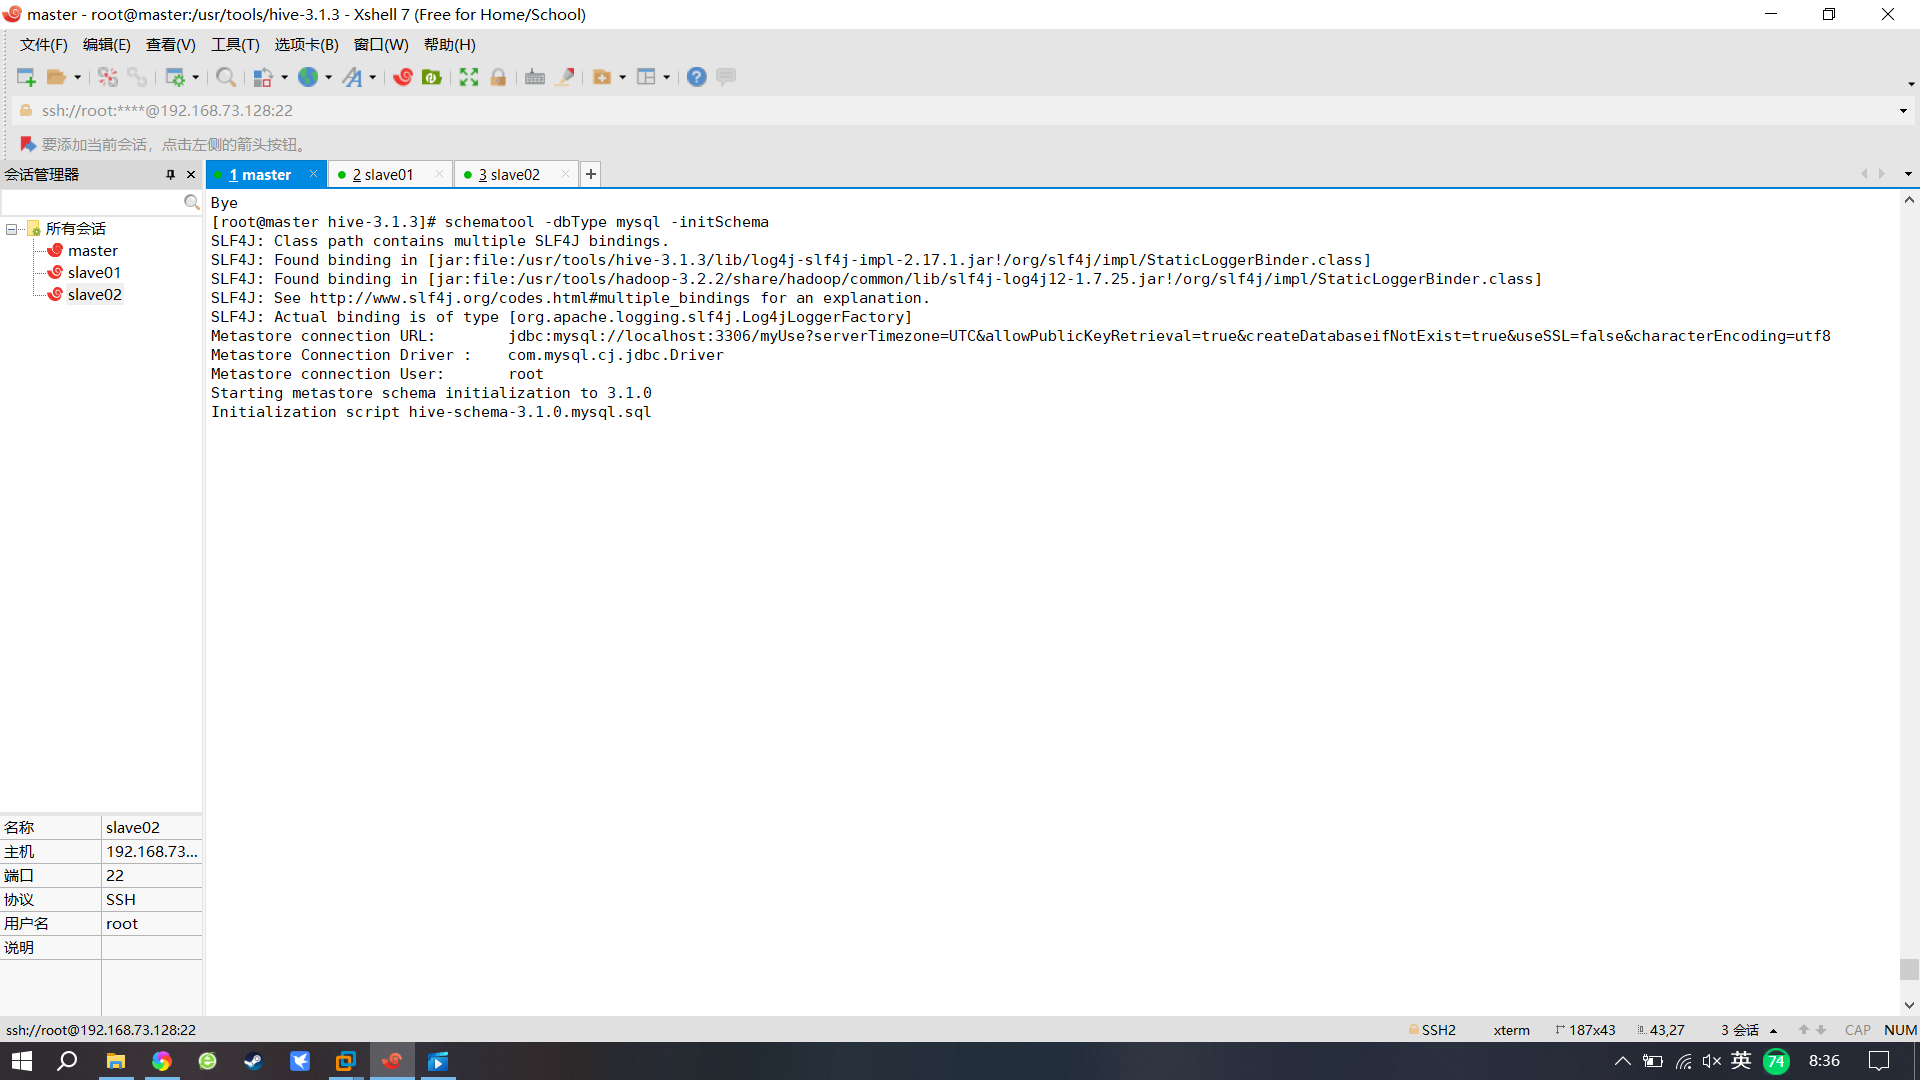 master - root@master:/usr/tools/hive-3.1.3 - Xshell 7 (Free for Home/School)
文件(F) 编辑(E) 查看(V) 工具(T) 选项卡(B) 窗口(W) 帮助(H)
ssh://root:****@192.168.73.128:22
要添加当前会话，点击左侧的箭头按钮。
会话管理器
1 master
2 slave01
3 slave02
所有会话
master
slave01
slave02
Bye
[root@master hive-3.1.3]# schematool -dbType mysql -initSchema
SLF4J: Class path contains multiple SLF4J bindings.
SLF4J: Found binding in [jar:file:/usr/tools/hive-3.1.3/lib/log4j-slf4j-impl-2.17.1.jar!/org/slf4j/impl/StaticLoggerBinder.class]
SLF4J: Found binding in [jar:file:/usr/tools/hadoop-3.2.2/share/hadoop/common/lib/slf4j-log4j12-1.7.25.jar!/org/slf4j/impl/StaticLoggerBinder.class]
SLF4J: See http://www.slf4j.org/codes.html#multiple_bindings for an explanation.
SLF4J: Actual binding is of type [org.apache.logging.slf4j.Log4jLoggerFactory]
Metastore connection URL: jdbc:mysql://localhost:3306/myUse?serverTimezone=UTC&allowPublicKeyRetrieval=true&createDatabaseifNotExist=true&useSSL=false&characterEncoding=utf8
Metastore Connection Driver : com.mysql.cj.jdbc.Driver
Metastore connection User: root
Starting metastore schema initialization to 3.1.0
Initialization script hive-schema-3.1.0.mysql.sql
名称 slave02
主机 192.168.73...
端口 22
协议 SSH
用户名 root
说明
ssh://root@192.168.73.128:22
SSH2 xterm 187x43 43,27 3 会话 CAP NUM
英 74 8:36